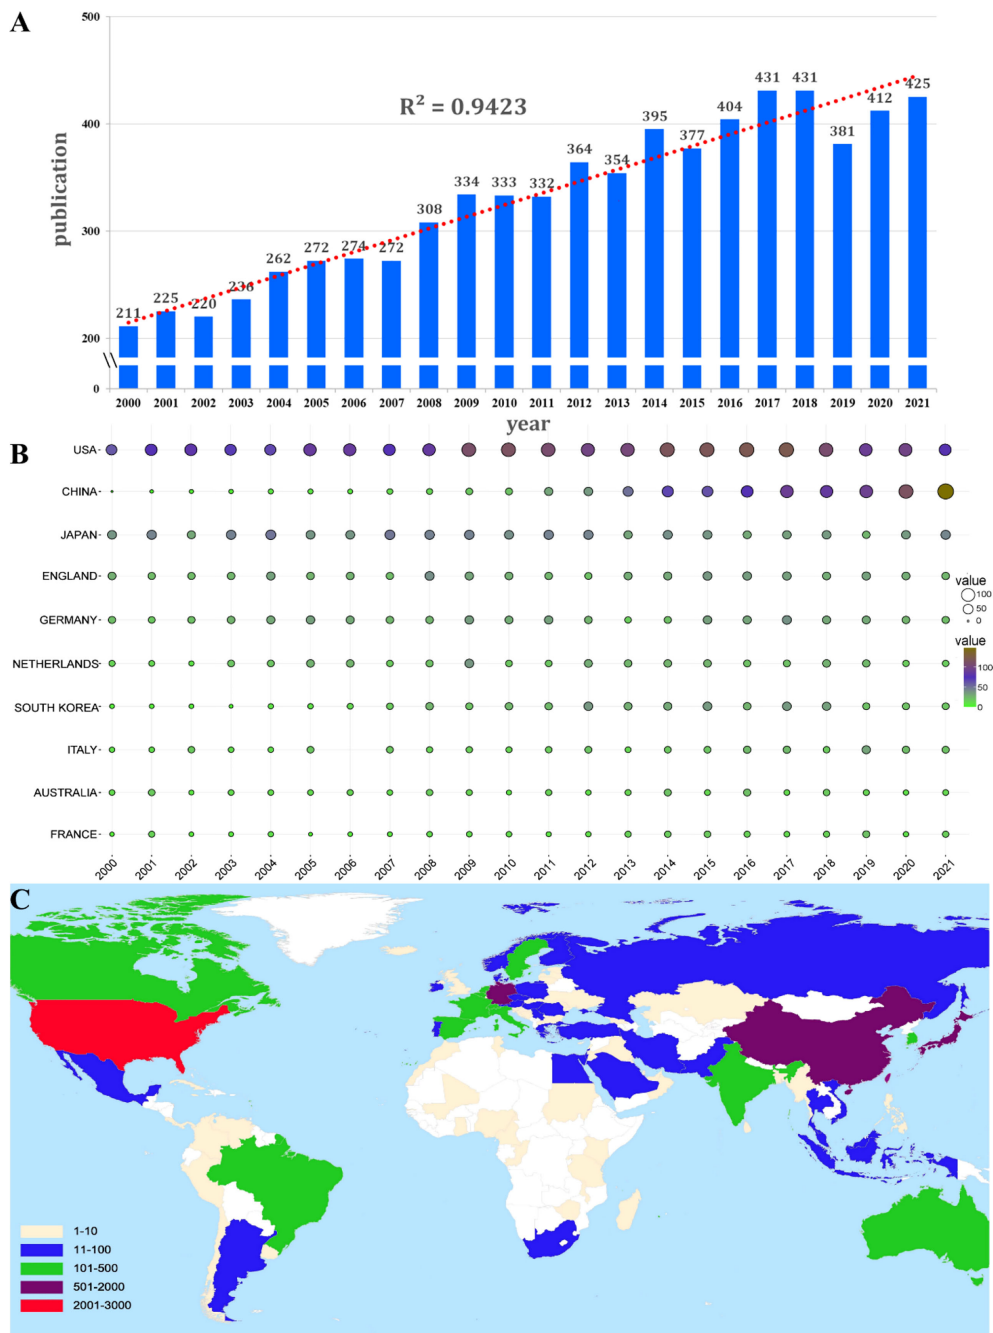 A
publication
500
400
300
200
0
R² = 0.9423
211
225
220
236
262
272
274
272
308
334
333
332
364
354
395
377
404
431
431
381
412
425
2000 2001 2002 2003 2004 2005 2006 2007 2008 2009 2010 2011 2012 2013 2014 2015 2016 2017 2018 2019 2020 2021
year
B
USA
CHINA
JAPAN
ENGLAND
GERMANY
NETHERLANDS
SOUTH KOREA
ITALY
AUSTRALIA
FRANCE
value
100
50
0
value
100
50
0
2000 2001 2002 2003 2004 2005 2006 2007 2008 2009 2010 2011 2012 2013 2014 2015 2016 2017 2018 2019 2020 2021
C
1-10
11-100
101-500
501-2000
2001-3000